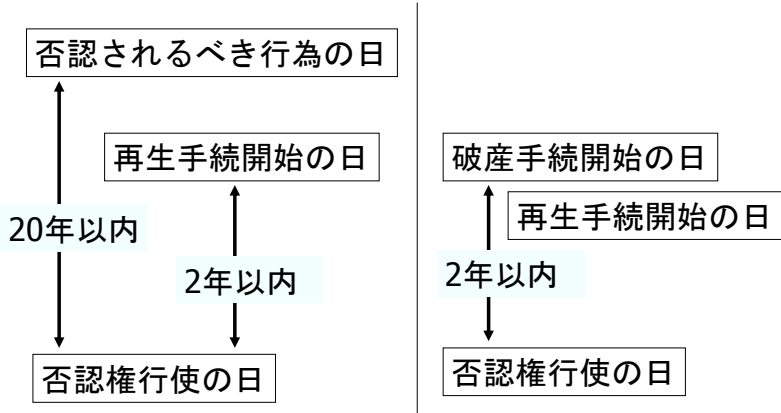 否認されるべき行為の日
再生手続開始の日
20年以内
2年以内
否認権行使の日
破産手続開始の日
再生手続開始の日
2年以内
否認権行使の日